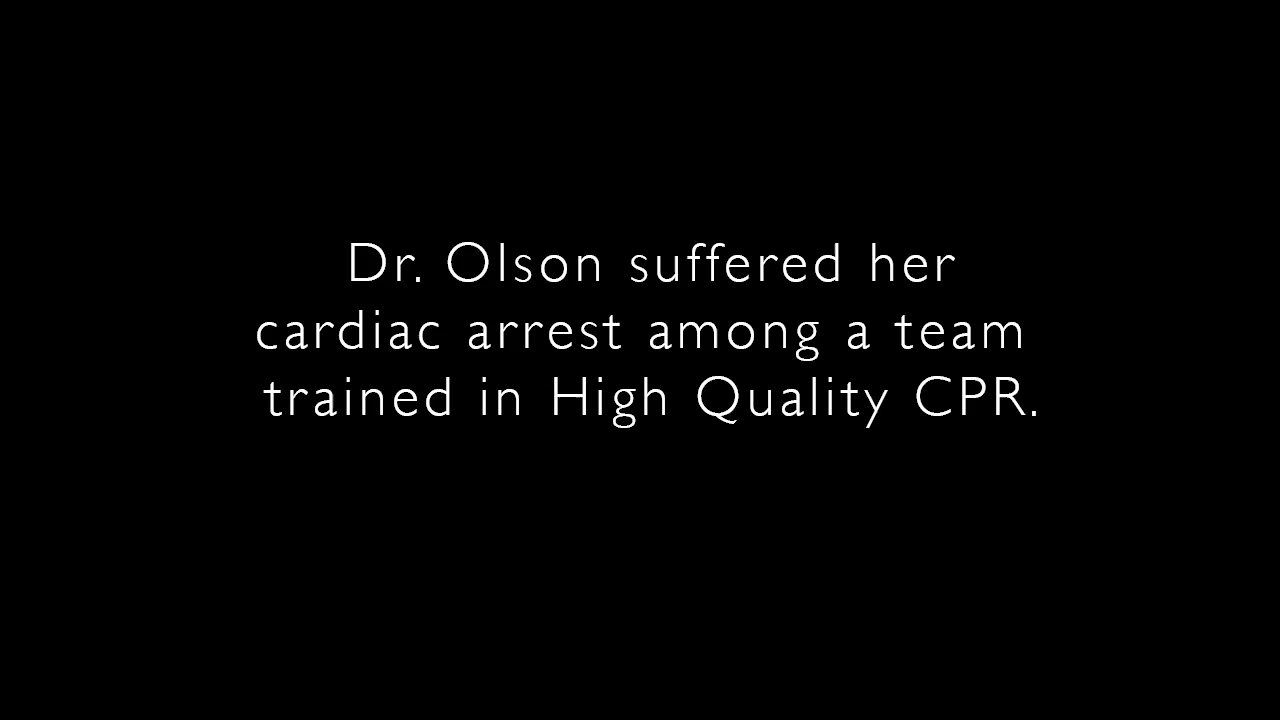 Dr. Olson suffered her
cardiac arrest among a team
trained in High Quality CPR.